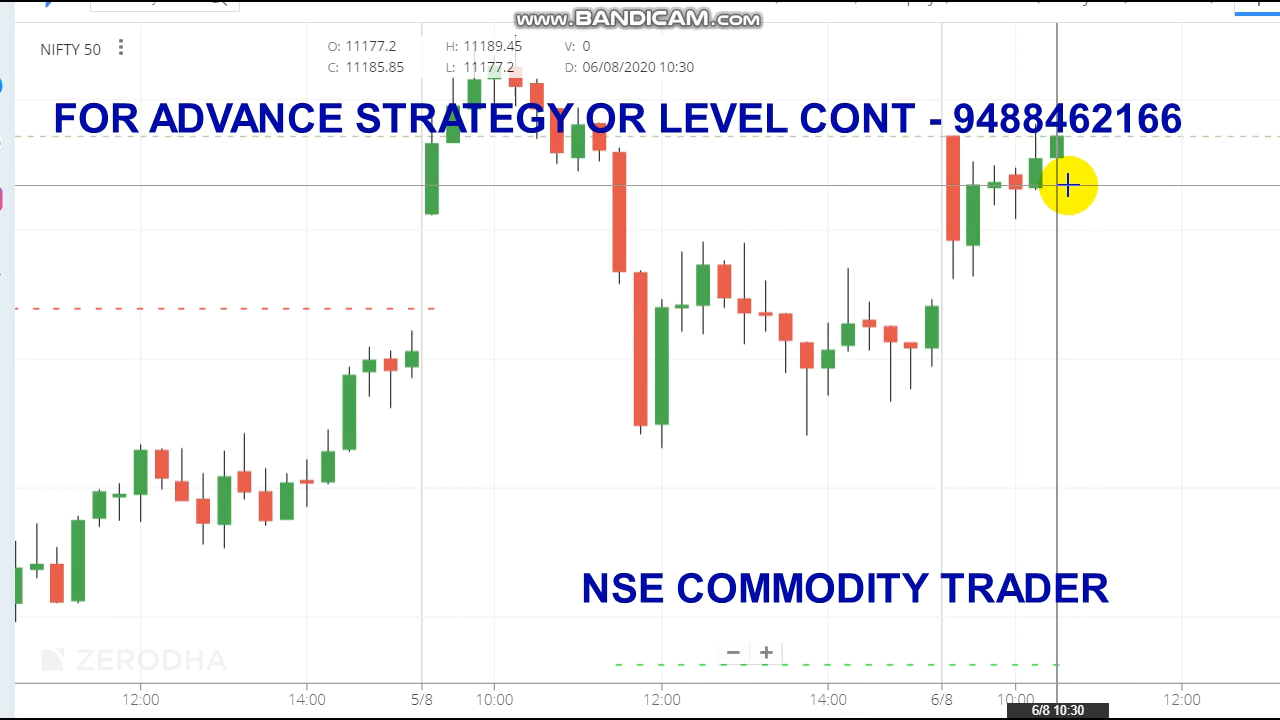 www.BANDICAM.com
NIFTY 50
O: 11177.2 H: 11189.45 V: 0
C: 11185.85 L: 11177.2 D: 06/08/2020 10:30
FOR ADVANCE STRATEGY OR LEVEL CONT - 9488462166
NSE COMMODITY TRADER
ZERODHA
12:00 14:00 5/8 10:00 12:00 14:00 6/8 10:00 12:00
6/8 10:30